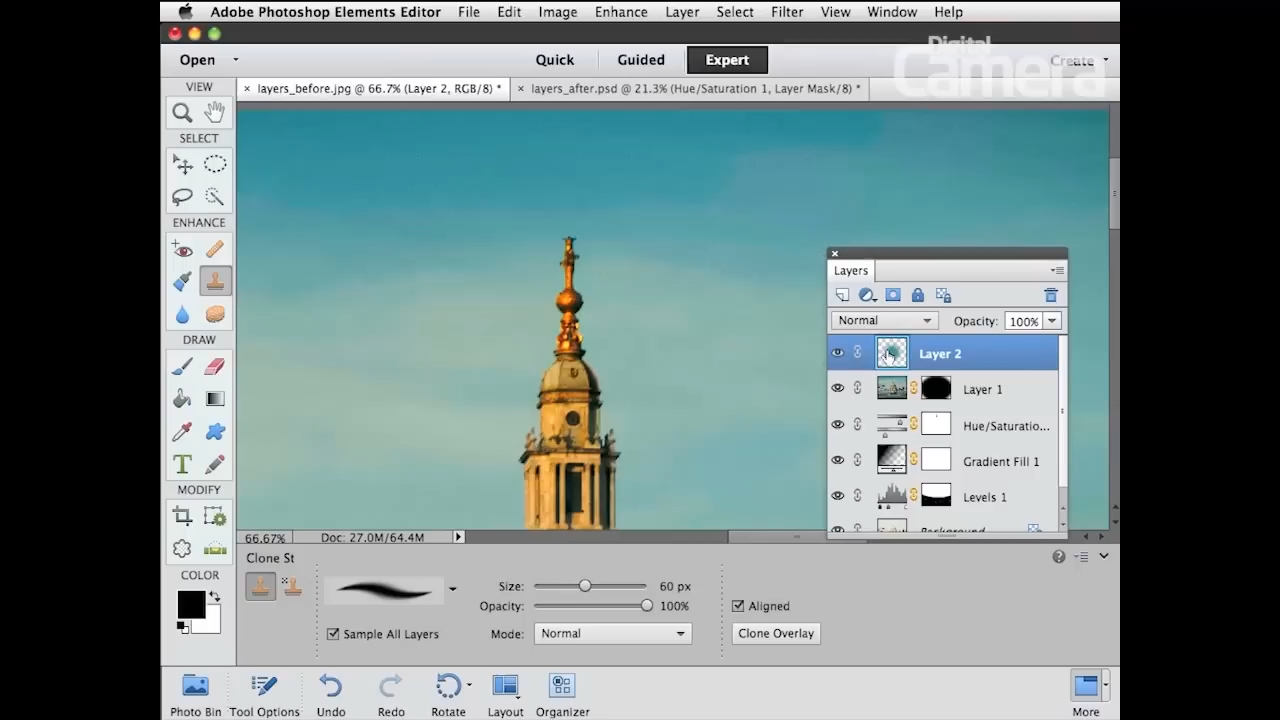 Adobe Photoshop Elements Editor File Edit Image Enhance Layer Select Filter View Window Help
Digital
Camera
Open Quick Guided Expert Create
VIEW
× layers_before.jpg @ 66.7% (Layer 2, RGB/8) * × layers_after.psd @ 21.3% (Hue/Saturation 1, Layer Mask/8) *
SELECT
ENHANCE
DRAW
MODIFY
COLOR
Layers
Normal Opacity: 100%
Layer 2
Layer 1
Hue/Saturatio...
Gradient Fill 1
Levels 1
Background
66.67% Doc: 27.0M/64.4M
Clone St
Size: 60 px
Opacity: 100%
Aligned
Sample All Layers
Mode: Normal
Clone Overlay
Photo Bin Tool Options Undo Redo Rotate Layout Organizer More